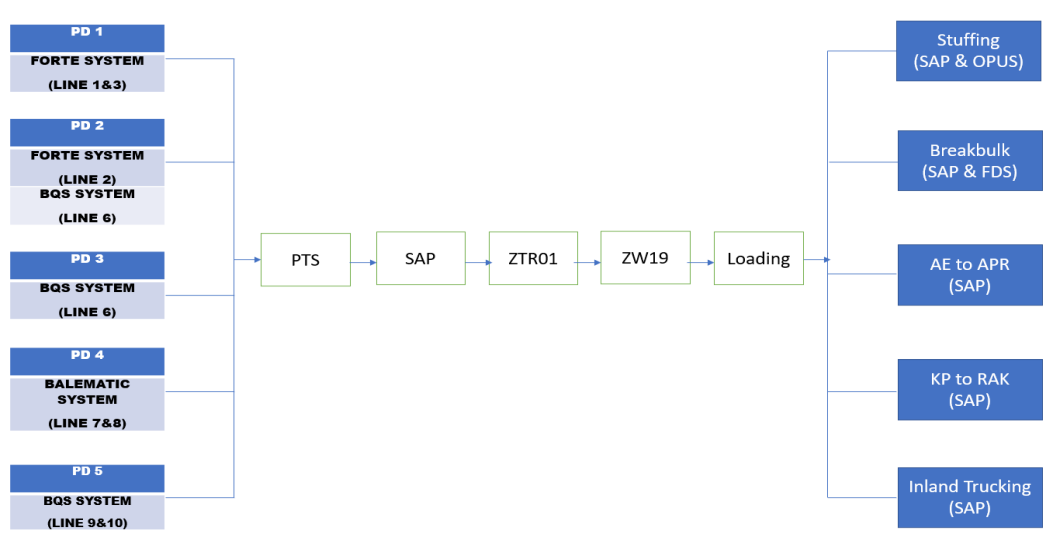 PD 1
FORTE SYSTEM
(LINE 1&3)
PD 2
FORTE SYSTEM
(LINE 2)
BQS SYSTEM
(LINE 6)
PD 3
BQS SYSTEM
(LINE 6)
PD 4
BALEMATIC
SYSTEM
(LINE 7&8)
PD 5
BQS SYSTEM
(LINE 9&10)
PTS
SAP
ZTR01
ZW19
Loading
Stuffing
(SAP & OPUS)
Breakbulk
(SAP & FDS)
AE to APR
(SAP)
KP to RAK
(SAP)
Inland Trucking
(SAP)